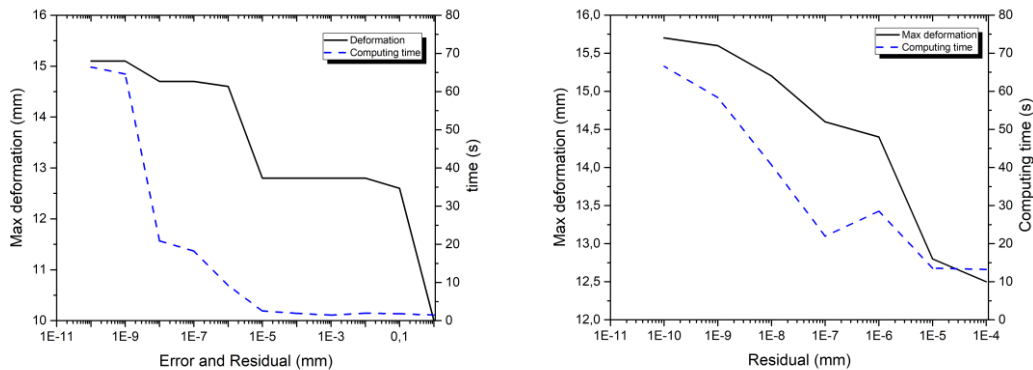 16
15
14
13
12
11
10
80
70
60
50
40
30
20
10
0
1E-11
1E-9
1E-7
1E-5
1E-3
0,1
Max deformation (mm)
time (s)
Error and Residual (mm)
Deformation
Computing time
16,0
15,5
15,0
14,5
14,0
13,5
13,0
12,5
12,0
80
70
60
50
40
30
20
10
0
1E-11
1E-10
1E-9
1E-8
1E-7
1E-6
1E-5
1E-4
Max deformation (mm)
Computing time (s)
Residual (mm)
Max deformation
Computing time